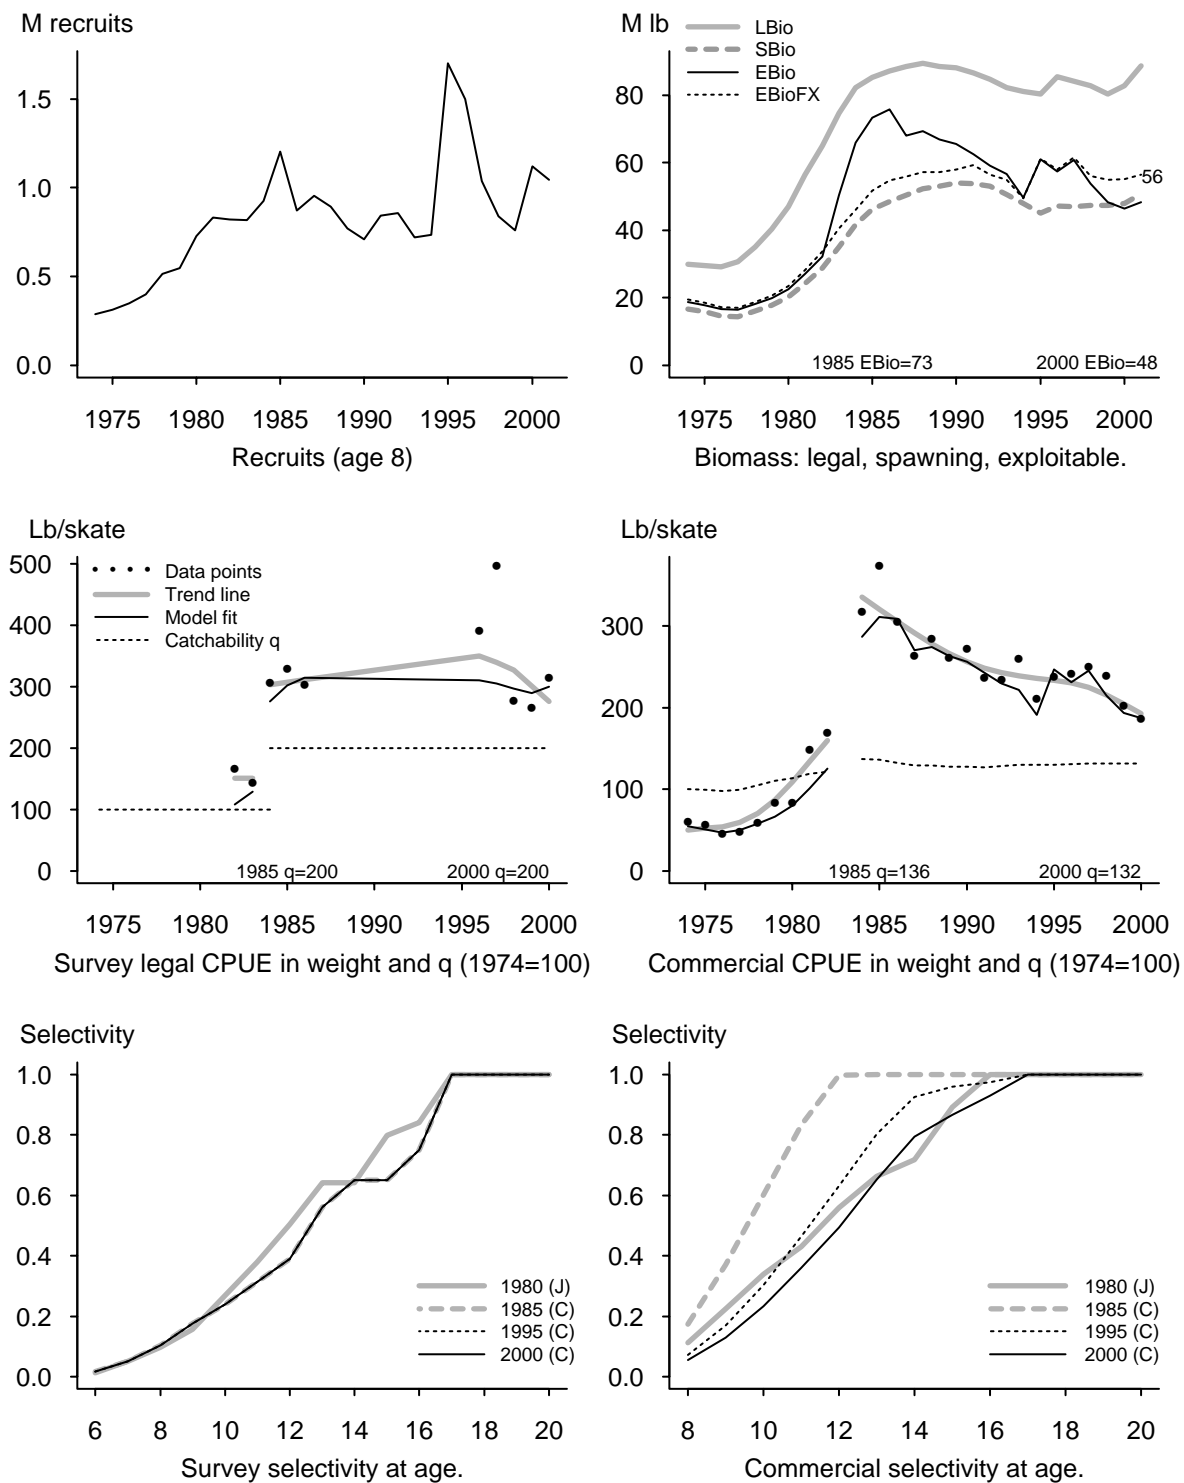 M recruits
1.5
1.0
0.5
0.0
1975 1980 1985 1990 1995 2000
Recruits (age 8)
M lb
LBio
SBio
EBio
EBioFX
80
60
40
20
0
56
1985 EBio=73
2000 EBio=48
1975 1980 1985 1990 1995 2000
Biomass: legal, spawning, exploitable.
Lb/skate
500
400
300
200
100
0
Data points
Trend line
Model fit
Catchability q
1985 q=200
2000 q=200
1975 1980 1985 1990 1995 2000
Survey legal CPUE in weight and q (1974=100)
Lb/skate
300
200
100
0
1985 q=136
2000 q=132
1975 1980 1985 1990 1995 2000
Commercial CPUE in weight and q (1974=100)
Selectivity
1.0
0.8
0.6
0.4
0.2
0.0
1980 (J)
1985 (C)
1995 (C)
2000 (C)
6 8 10 12 14 16 18 20
Survey selectivity at age.
Selectivity
1.0
0.8
0.6
0.4
0.2
0.0
1980 (J)
1985 (C)
1995 (C)
2000 (C)
8 10 12 14 16 18 20
Commercial selectivity at age.